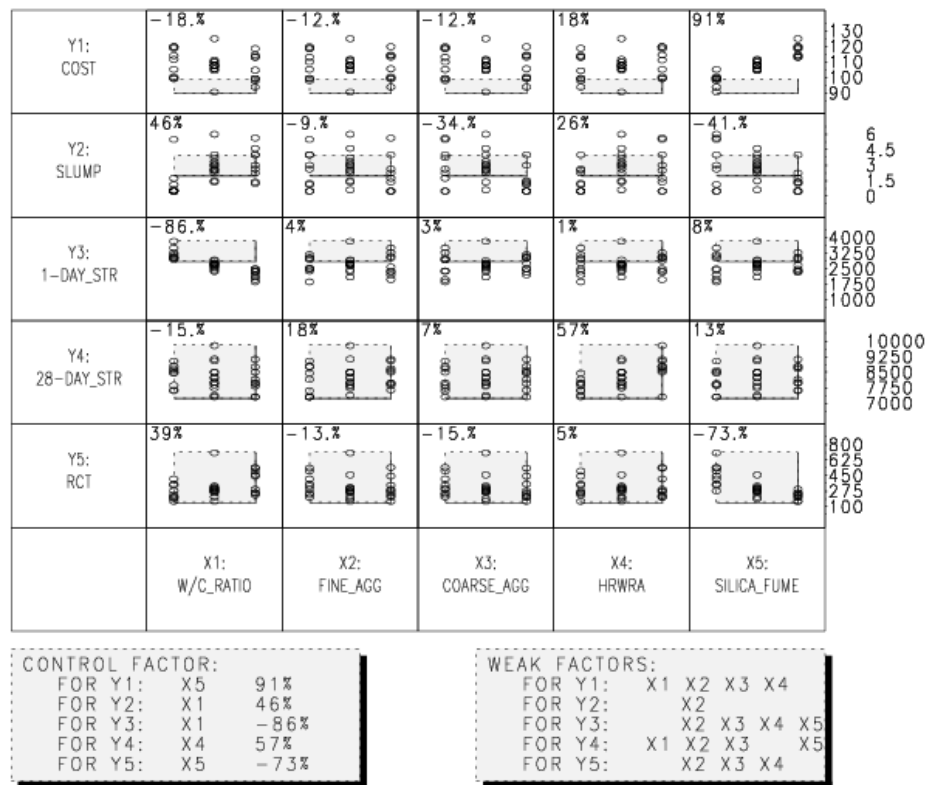 -18.% -12.% -12.% 18% 91%
Y1:
COST
130
120
110
100
90
46% -9.% -34.% 26% -41.%
Y2:
SLUMP
6
4.5
3
1.5
0
-86.% 4% 3% 1% 8%
Y3:
1-DAY_STR
4000
3250
2500
1750
1000
-15.% 18% 7% 57% 13%
Y4:
28-DAY_STR
10000
9250
8500
7750
7000
39% -13.% -15.% 5% -73.%
Y5:
RCT
800
625
450
275
100
X1: X2: X3: X4: X5:
W/C_RATIO FINE_AGG COARSE_AGG HRWRA SILICA_FUME
CONTROL FACTOR:
FOR Y1: X5 91%
FOR Y2: X1 46%
FOR Y3: X1 -86%
FOR Y4: X4 57%
FOR Y5: X5 -73%
WEAK FACTORS:
FOR Y1: X1 X2 X3 X4
FOR Y2: X2
FOR Y3: X2 X3 X4 X5
FOR Y4: X1 X2 X3 X5
FOR Y5: X2 X3 X4